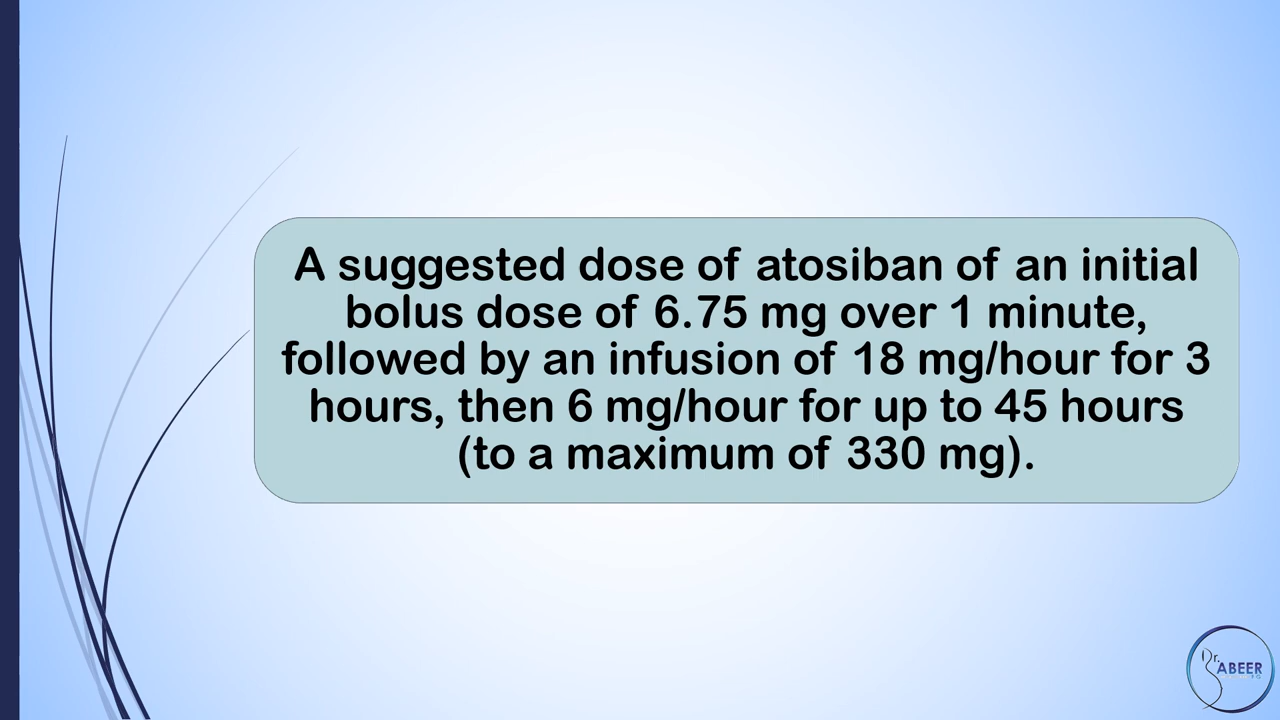 A suggested dose of atosiban of an initial
bolus dose of 6.75 mg over 1 minute,
followed by an infusion of 18 mg/hour for 3
hours, then 6 mg/hour for up to 45 hours
(to a maximum of 330 mg).
Dr.
ABEER